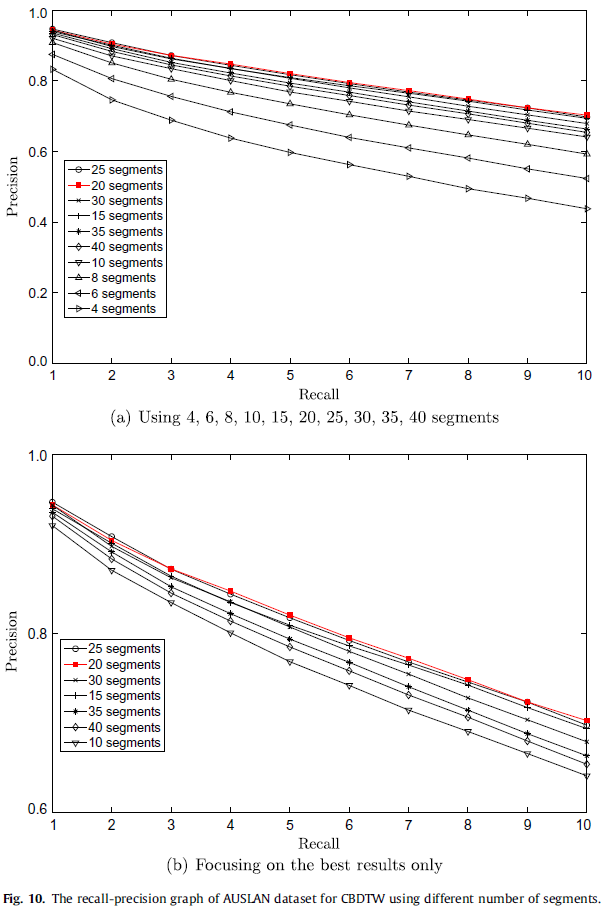 1.0
0.8
0.6
0.4
0.2
0.0
Precision
25 segments
20 segments
30 segments
15 segments
35 segments
40 segments
10 segments
8 segments
6 segments
4 segments
1 2 3 4 5 6 7 8 9 10
Recall
(a) Using 4, 6, 8, 10, 15, 20, 25, 30, 35, 40 segments
1.0
0.8
0.6
Precision
25 segments
20 segments
30 segments
15 segments
35 segments
40 segments
10 segments
1 2 3 4 5 6 7 8 9 10
Recall
(b) Focusing on the best results only
Fig. 10. The recall-precision graph of AUSLAN dataset for CBDTW using different number of segments.